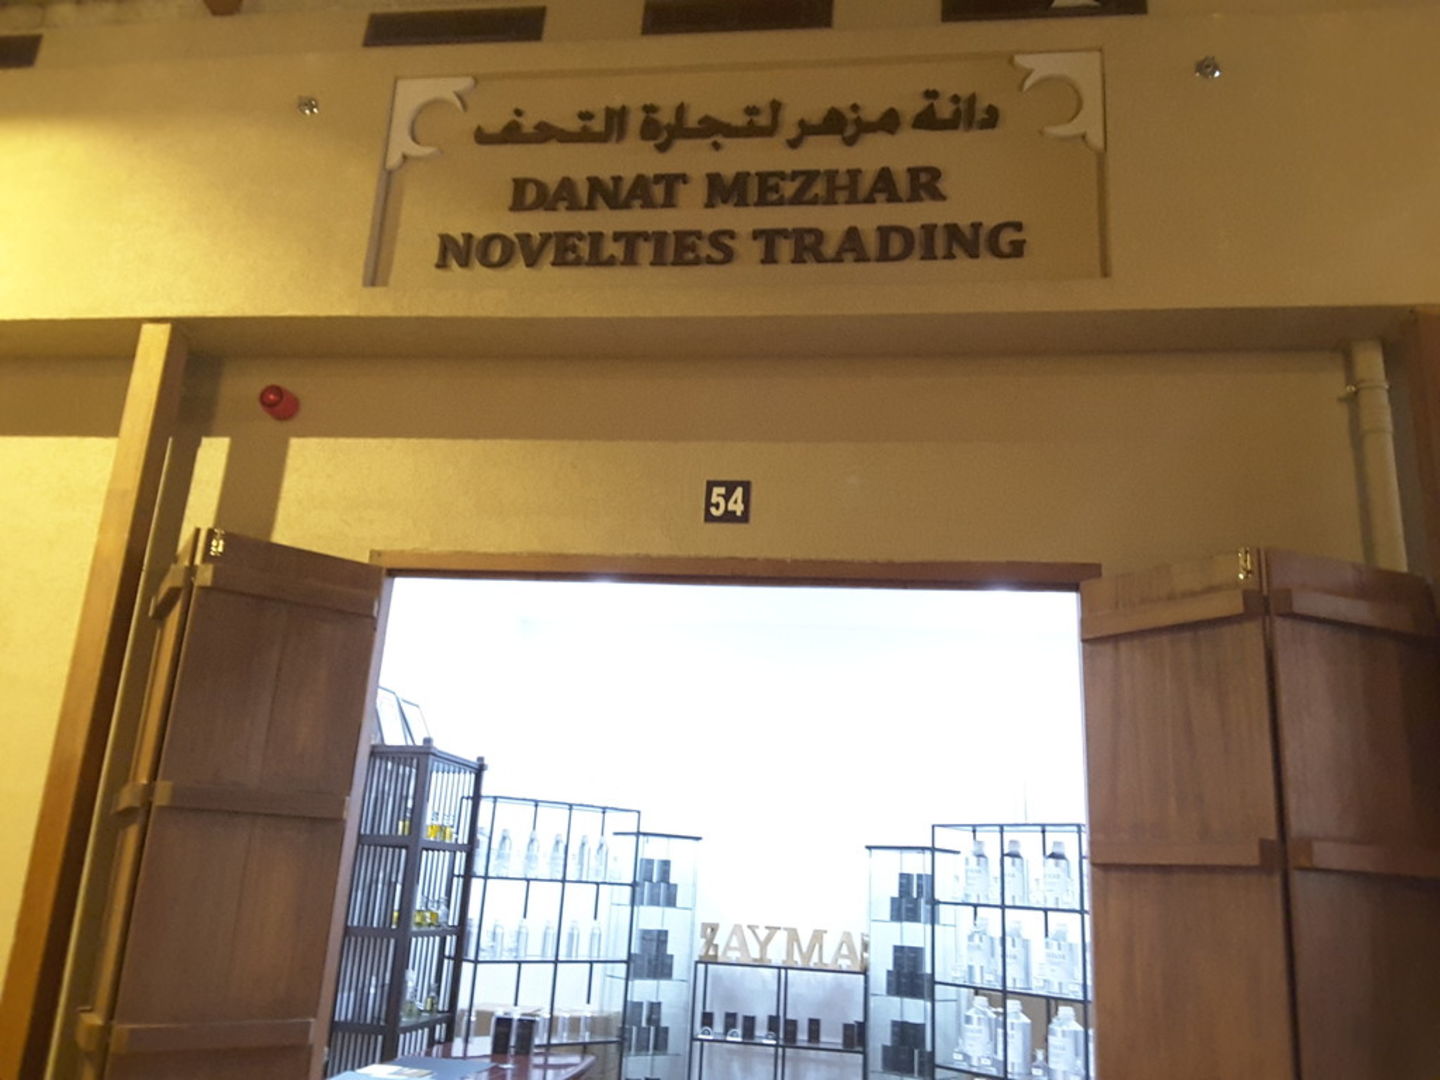 دانة مزهر لتجارة التحف
DANAT MEZHAR
NOVELTIES TRADING
54